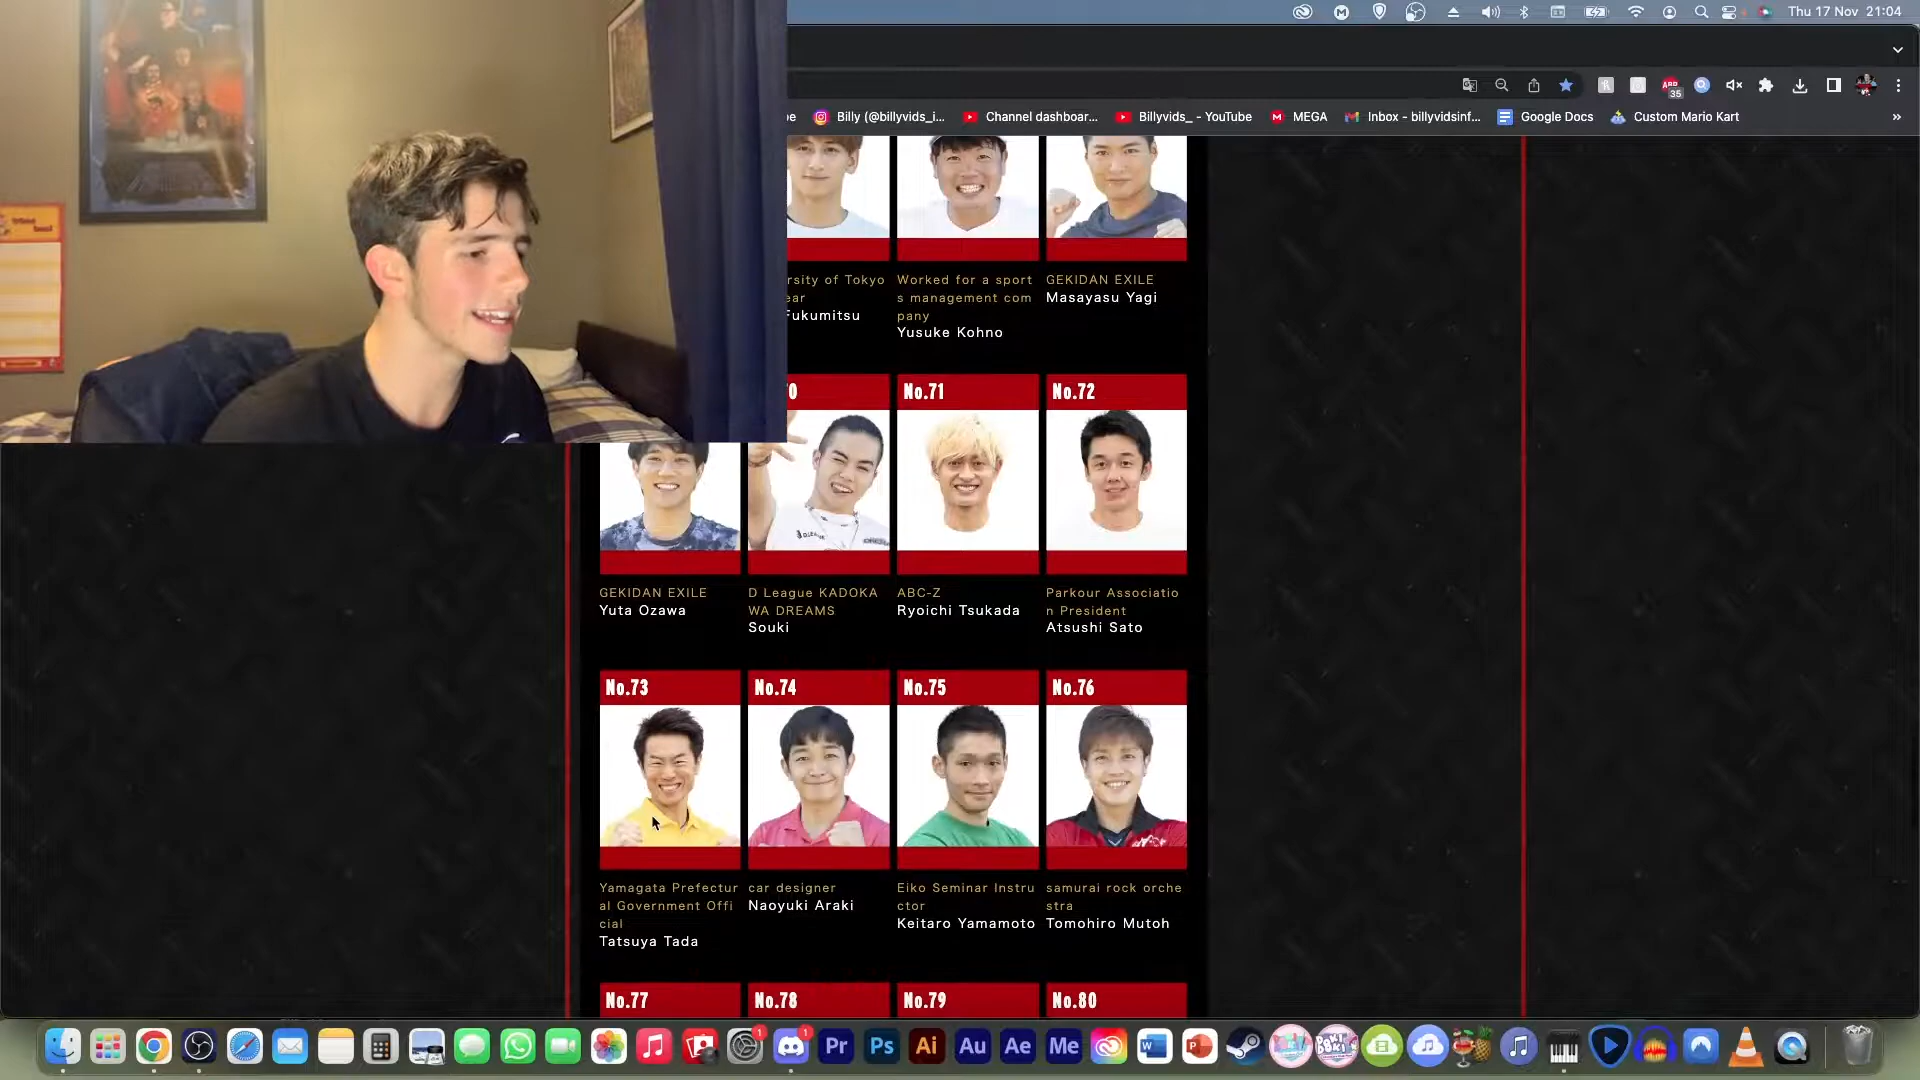 Thu 17 Nov 21:04
ABP
35
Billy (@billyvids_i...
Channel dashboar...
Billyvids_ - YouTube
MEGA
Inbox - billyvidsinf...
Google Docs
Custom Mario Kart
»
rsity of Tokyo
ear
Fukumitsu
Worked for a sport
s management com
pany
Yusuke Kohno
GEKIDAN EXILE
Masayasu Yagi
0
No.71
No.72
GEKIDAN EXILE
Yuta Ozawa
D League KADOKA
WA DREAMS
Souki
ABC-Z
Ryoichi Tsukada
Parkour Associatio
n President
Atsushi Sato
No.73
No.74
No.75
No.76
Yamagata Prefectur
al Government Offi
cial
Tatsuya Tada
car designer
Naoyuki Araki
Eiko Seminar Instru
ctor
Keitaro Yamamoto
samurai rock orche
stra
Tomohiro Mutoh
No.77
No.78
No.79
No.80
1
1
Pr
Ps
Ai
Au
Ae
Me
W
P